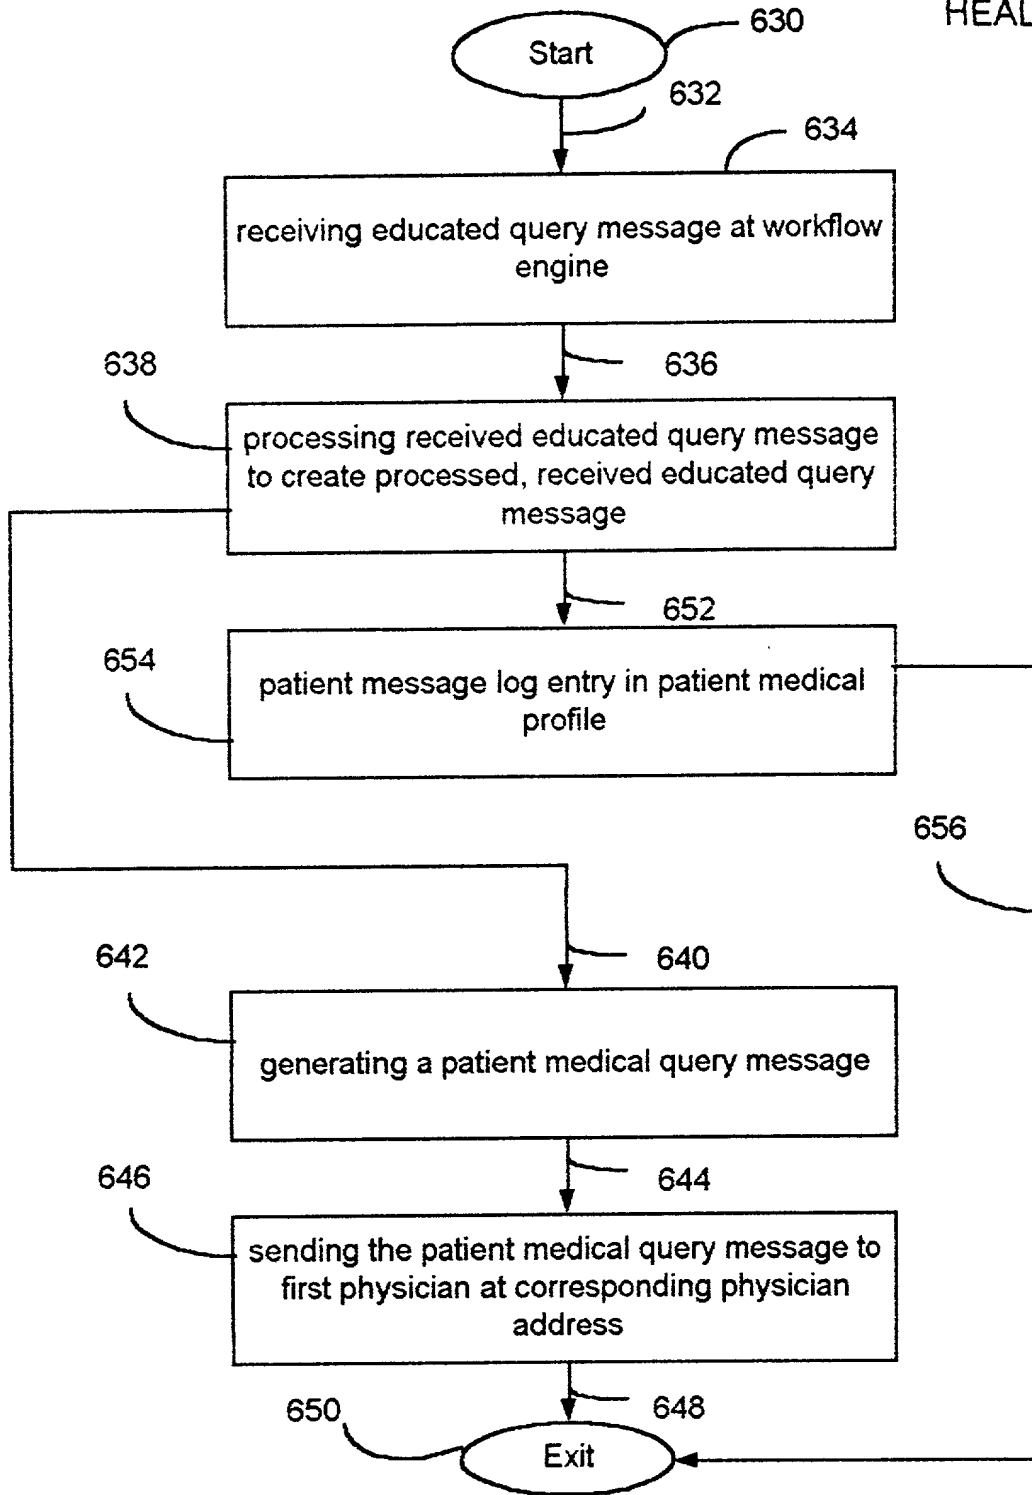 HEAL
Start
630
632
634
receiving educated query message at workflow
engine
638
636
processing received educated query message
to create processed, received educated query
message
652
654
patient message log entry in patient medical
profile
656
642
640
generating a patient medical query message
646
644
sending the patient medical query message to
first physician at corresponding physician
address
650
648
Exit